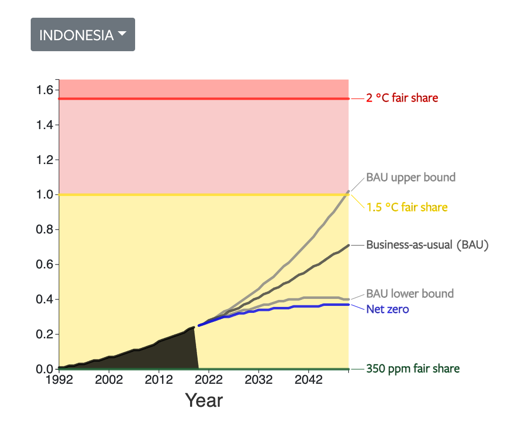 INDONESIA
1.6
2 °C fair share
1.4
1.2
BAU upper bound
1.0
1.5 °C fair share
0.8
Business-as-usual (BAU)
0.6
0.4
BAU lower bound
Net zero
0.2
0.0
350 ppm fair share
1992 2002 2012 2022 2032 2042
Year